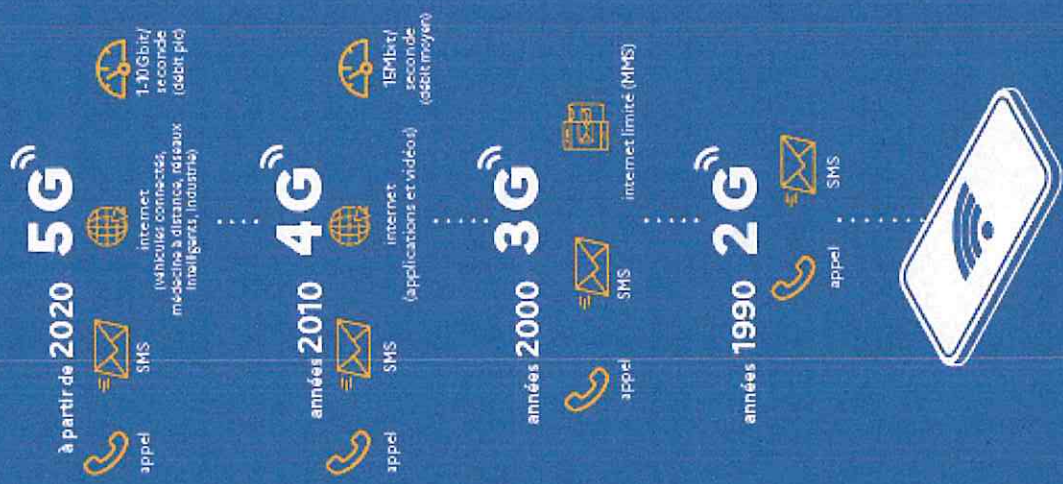 à partir de 2020 5G
appel
SMS
internet
(véhicules connectés,
médecine à distance, réseaux
intelligents, industrie)
1-10Gbit/
seconde
(débit pic)
années 2010 4G
appel
SMS
internet
(applications et vidéos)
15Mbit/
seconde
(débit moyen)
années 2000 3G
appel
SMS
internet limité (MMS)
années 1990 2G
appel
SMS